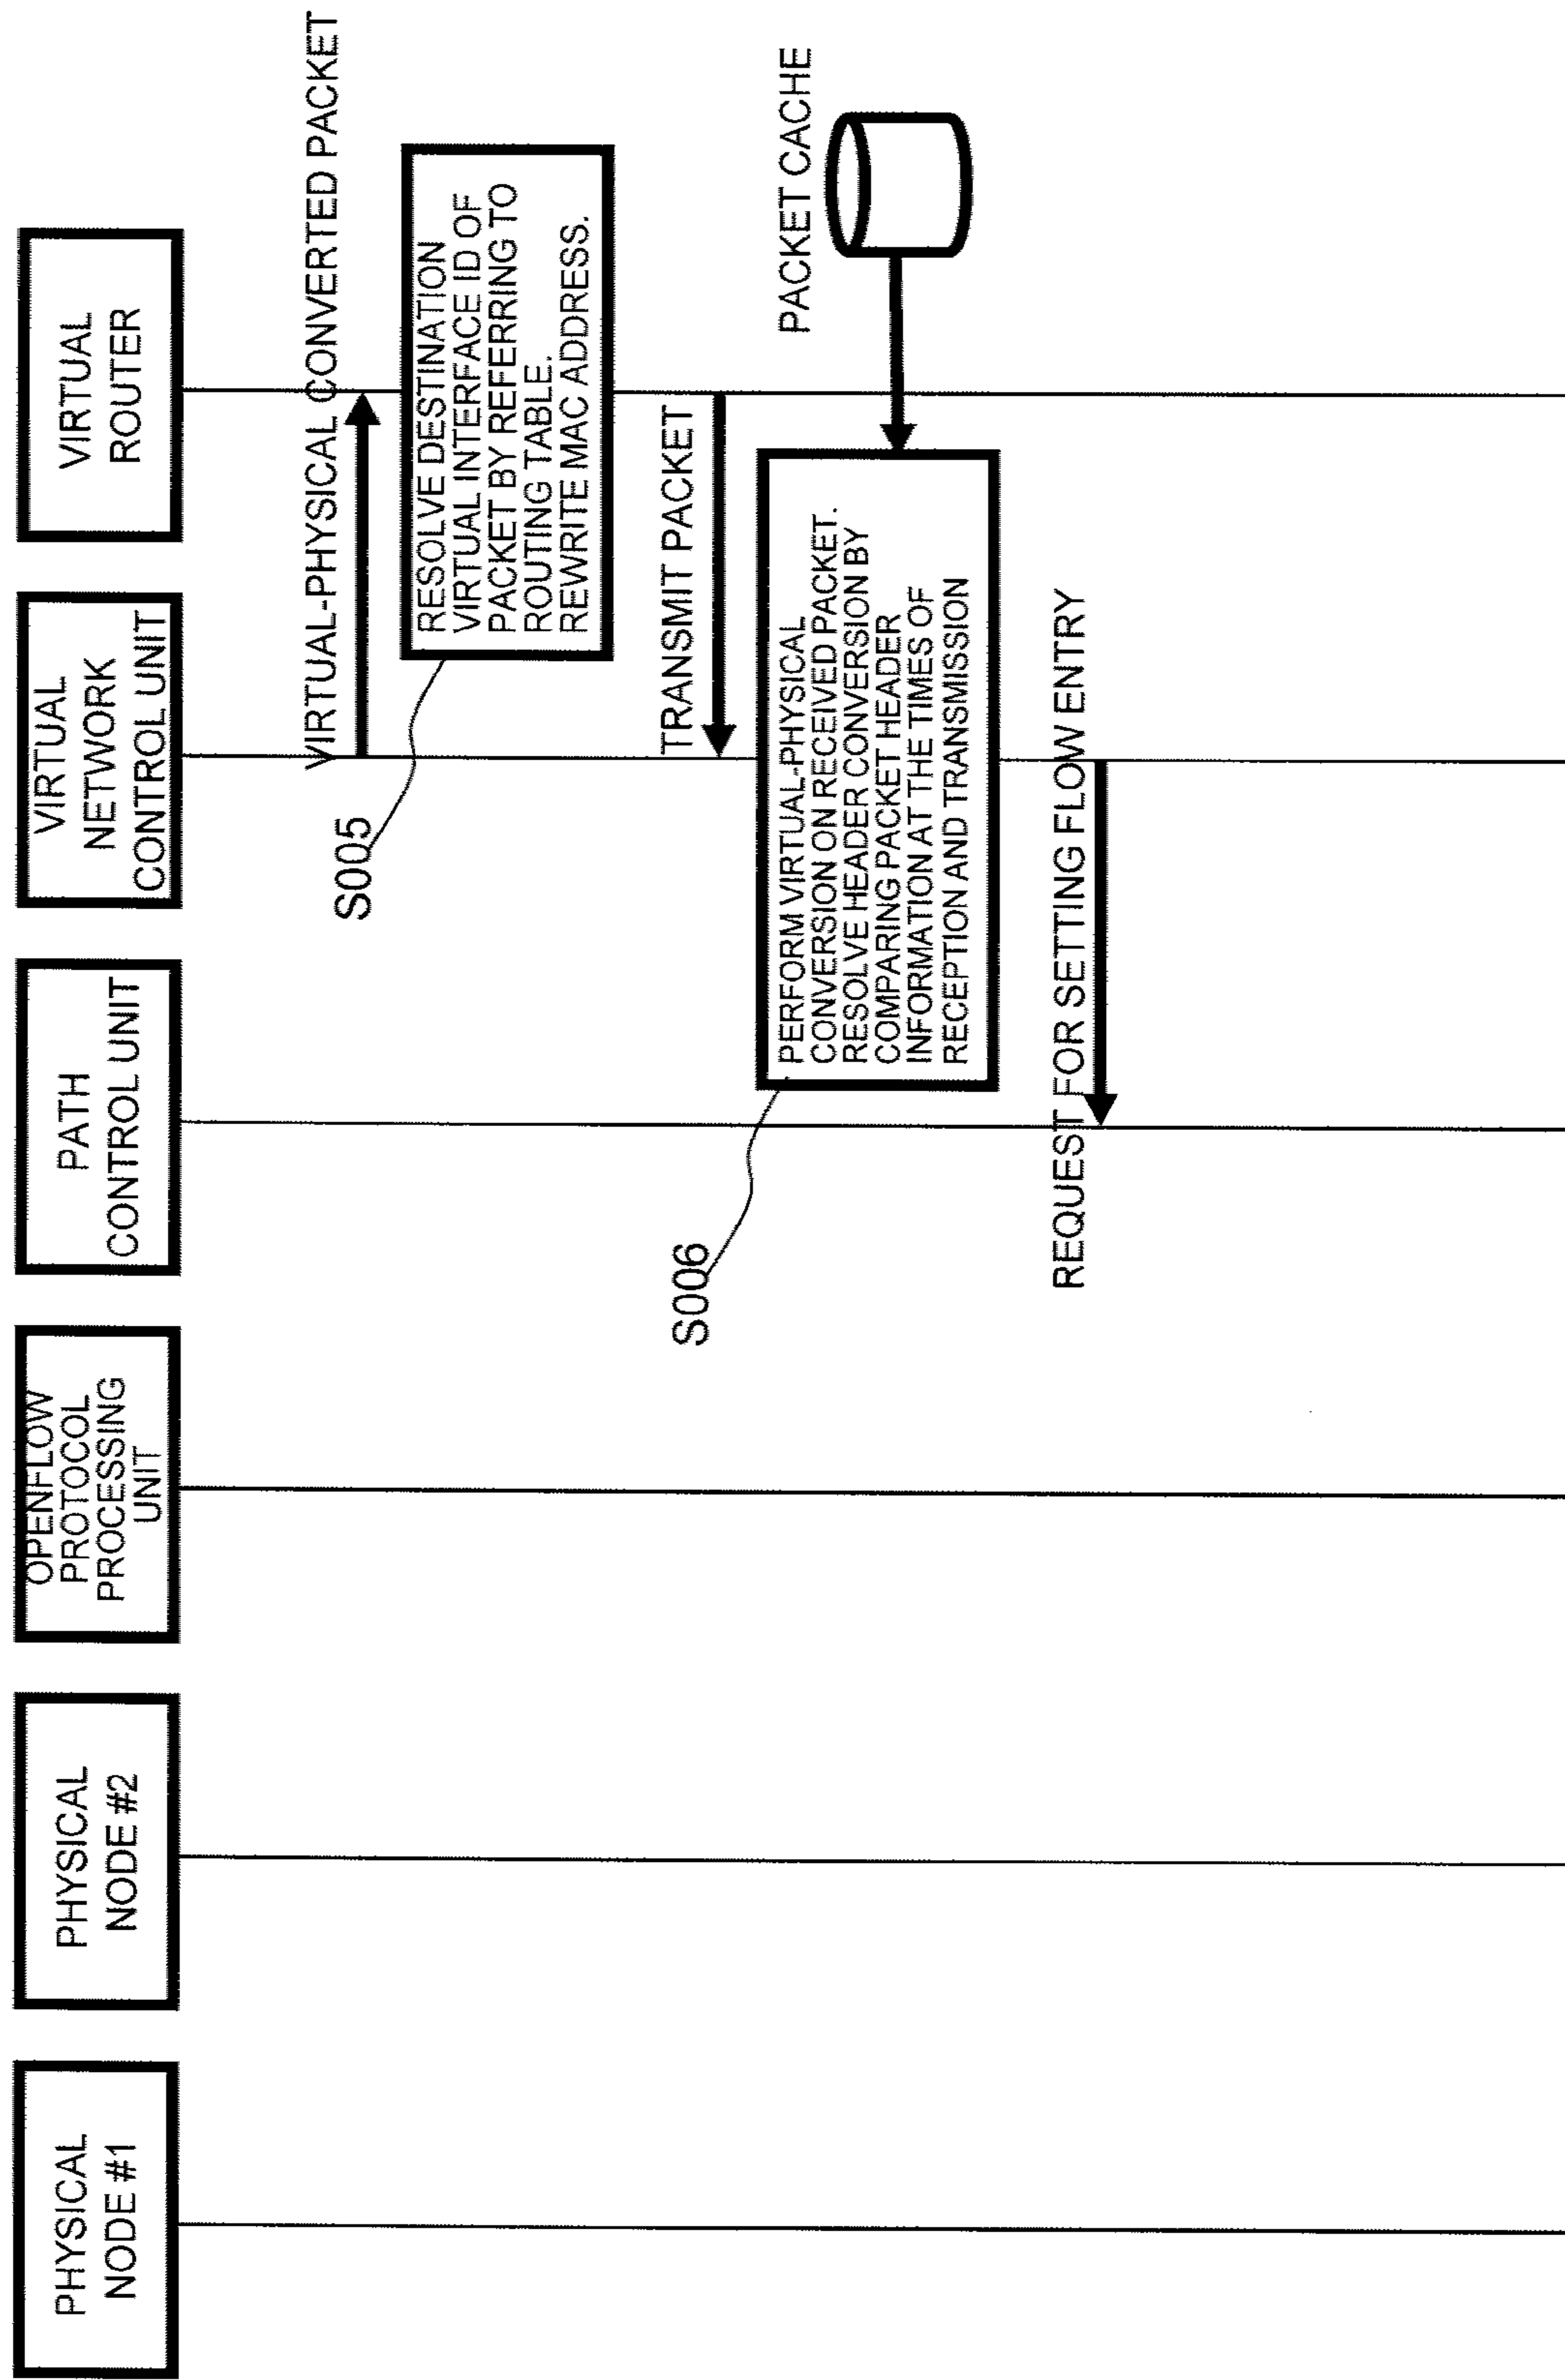 PHYSICAL
NODE #1
PHYSICAL
NODE #2
OPENFLOW
PROTOCOL
PROCESSING
UNIT
PATH
CONTROL UNIT
VIRTUAL
NETWORK
CONTROL UNIT
VIRTUAL
ROUTER
VIRTUAL-PHYSICAL CONVERTED PACKET
S005
RESOLVE DESTINATION
VIRTUAL INTERFACE ID OF
PACKET BY REFERRING TO
ROUTING TABLE.
REWRITE MAC ADDRESS.
TRANSMIT PACKET
PACKET CACHE
S006
PERFORM VIRTUAL-PHYSICAL
CONVERSION ON RECEIVED PACKET.
RESOLVE HEADER CONVERSION BY
COMPARING PACKET HEADER
INFORMATION AT THE TIMES OF
RECEPTION AND TRANSMISSION
REQUEST FOR SETTING FLOW ENTRY